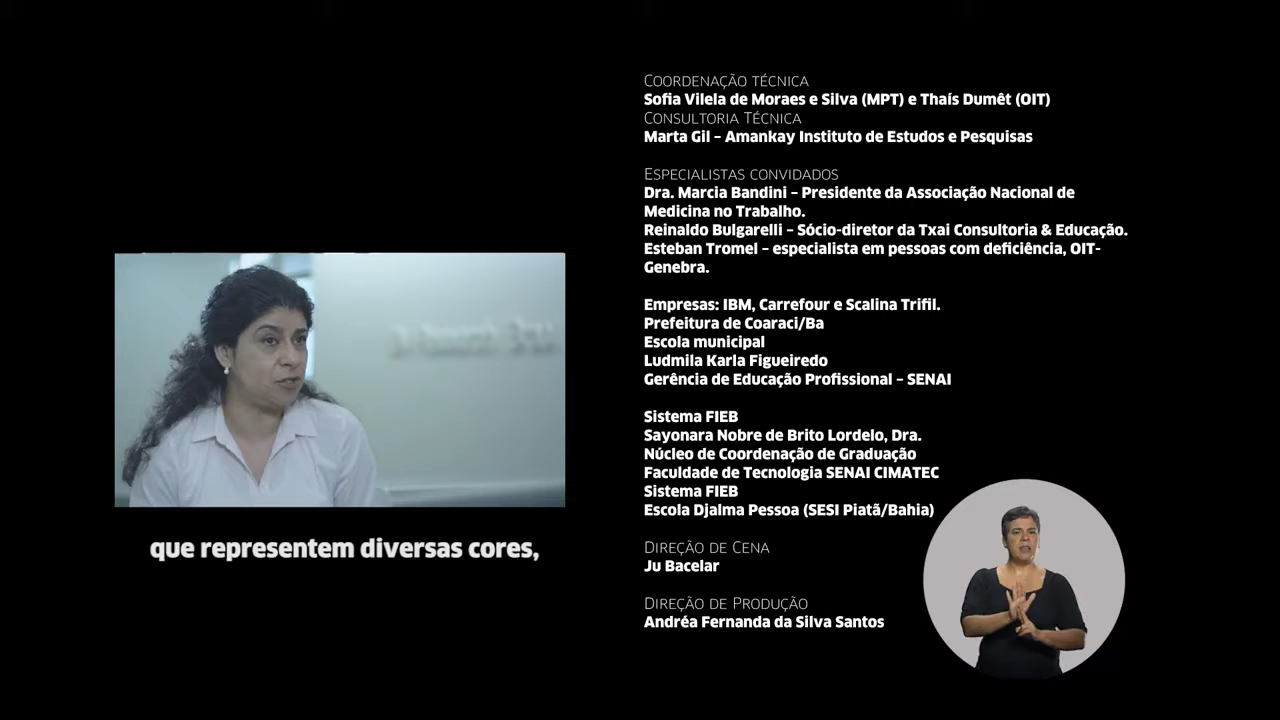 COORDENAÇÃO TÉCNICA
Sofia Vilela de Moraes e Silva (MPT) e Thaís Dumêt (OIT)
CONSULTORIA TÉCNICA
Marta Gil – Amankay Instituto de Estudos e Pesquisas
ESPECIALISTAS CONVIDADOS
Dra. Marcia Bandini – Presidente da Associação Nacional de
Medicina no Trabalho.
Reinaldo Bulgarelli – Sócio-diretor da Txai Consultoria & Educação.
Esteban Tromel – especialista em pessoas com deficiência, OIT-
Genebra.
Empresas: IBM, Carrefour e Scalina Trifil.
Prefeitura de Coaraci/Ba
Escola municipal
Ludmila Karla Figueiredo
Gerência de Educação Profissional – SENAI
Sistema FIEB
Sayonara Nobre de Brito Lordelo, Dra.
Núcleo de Coordenação de Graduação
Faculdade de Tecnologia SENAI CIMATEC
Sistema FIEB
Escola Djalma Pessoa (SESI Piatã/Bahia)
DIREÇÃO DE CENA
Ju Bacelar
DIREÇÃO DE PRODUÇÃO
Andréa Fernanda da Silva Santos
que representem diversas cores,